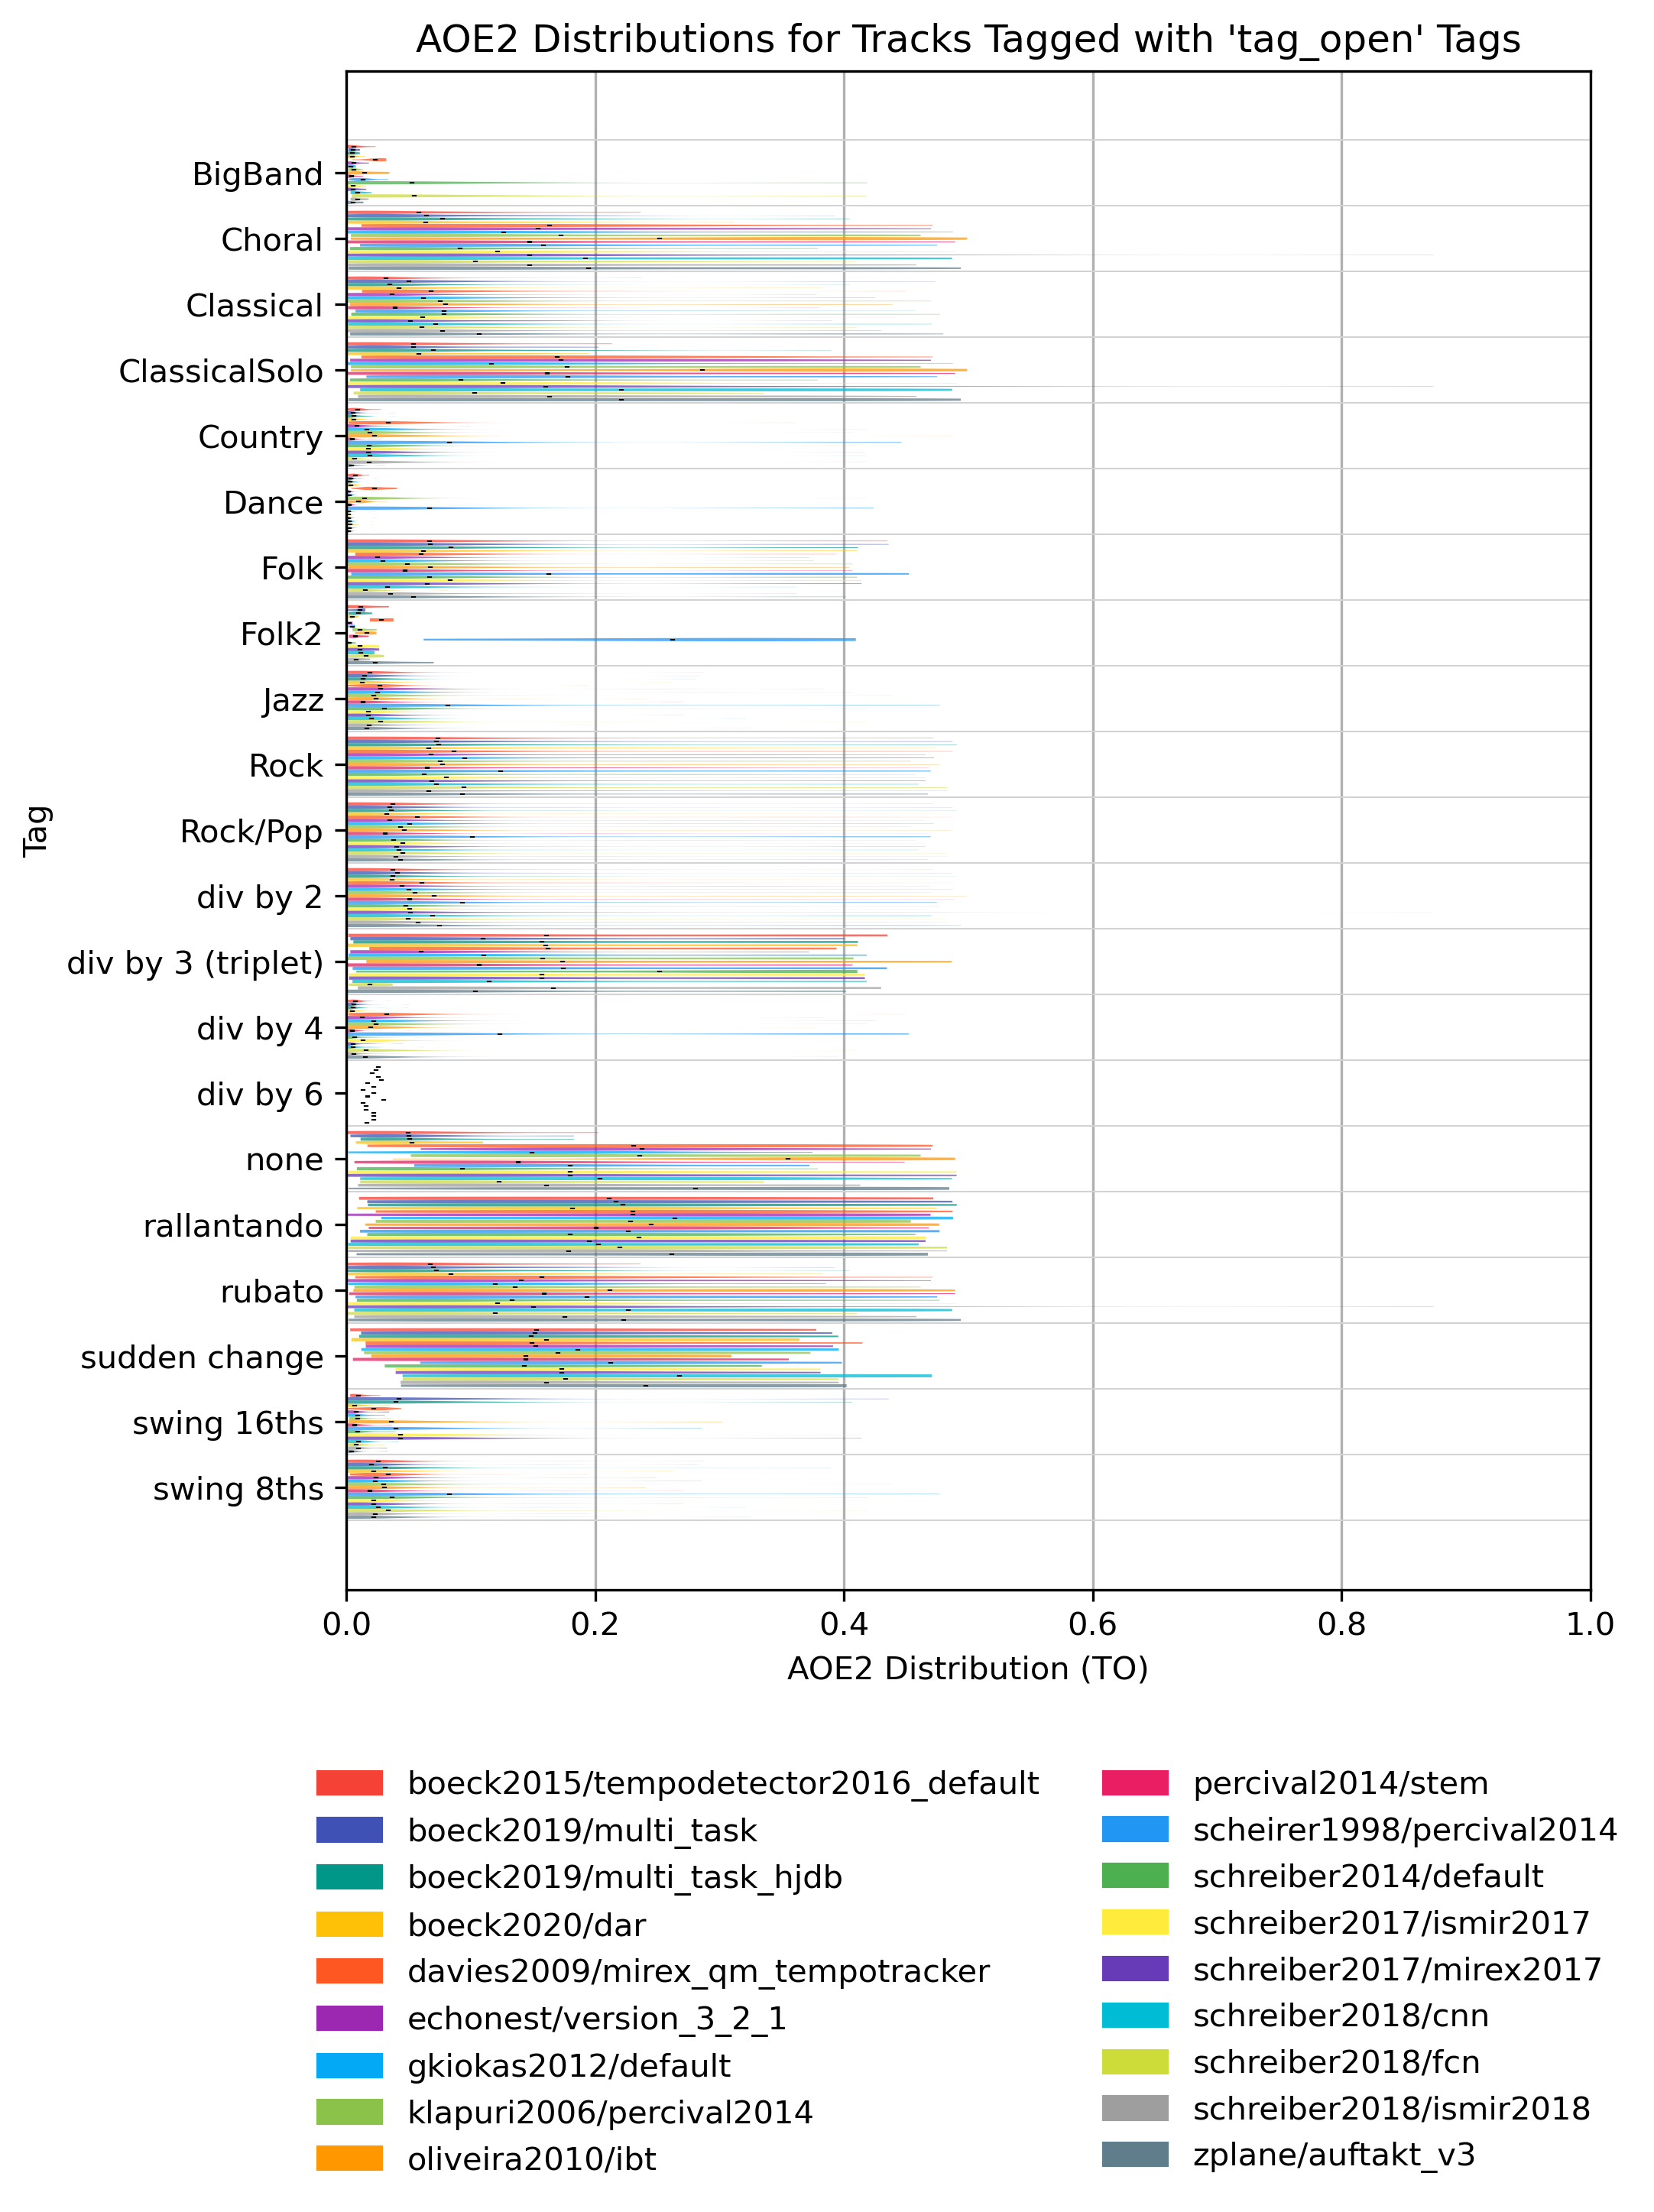 AOE2 Distributions for Tracks Tagged with 'tag_open' Tags
BigBand
Choral
Classical
ClassicalSolo
Country
Dance
Folk
Folk2
Jazz
Rock
Rock/Pop
div by 2
div by 3 (triplet)
div by 4
div by 6
none
rallantando
rubato
sudden change
swing 16ths
swing 8ths
Tag
0.0 0.2 0.4 0.6 0.8 1.0
AOE2 Distribution (TO)
boeck2015/tempodetector2016_default
boeck2019/multi_task
boeck2019/multi_task_hjdb
boeck2020/dar
davies2009/mirex_qm_tempotracker
echonest/version_3_2_1
gkiokas2012/default
klapuri2006/percival2014
oliveira2010/ibt
percival2014/stem
scheirer1998/percival2014
schreiber2014/default
schreiber2017/ismir2017
schreiber2017/mirex2017
schreiber2018/cnn
schreiber2018/fcn
schreiber2018/ismir2018
zplane/auftakt_v3